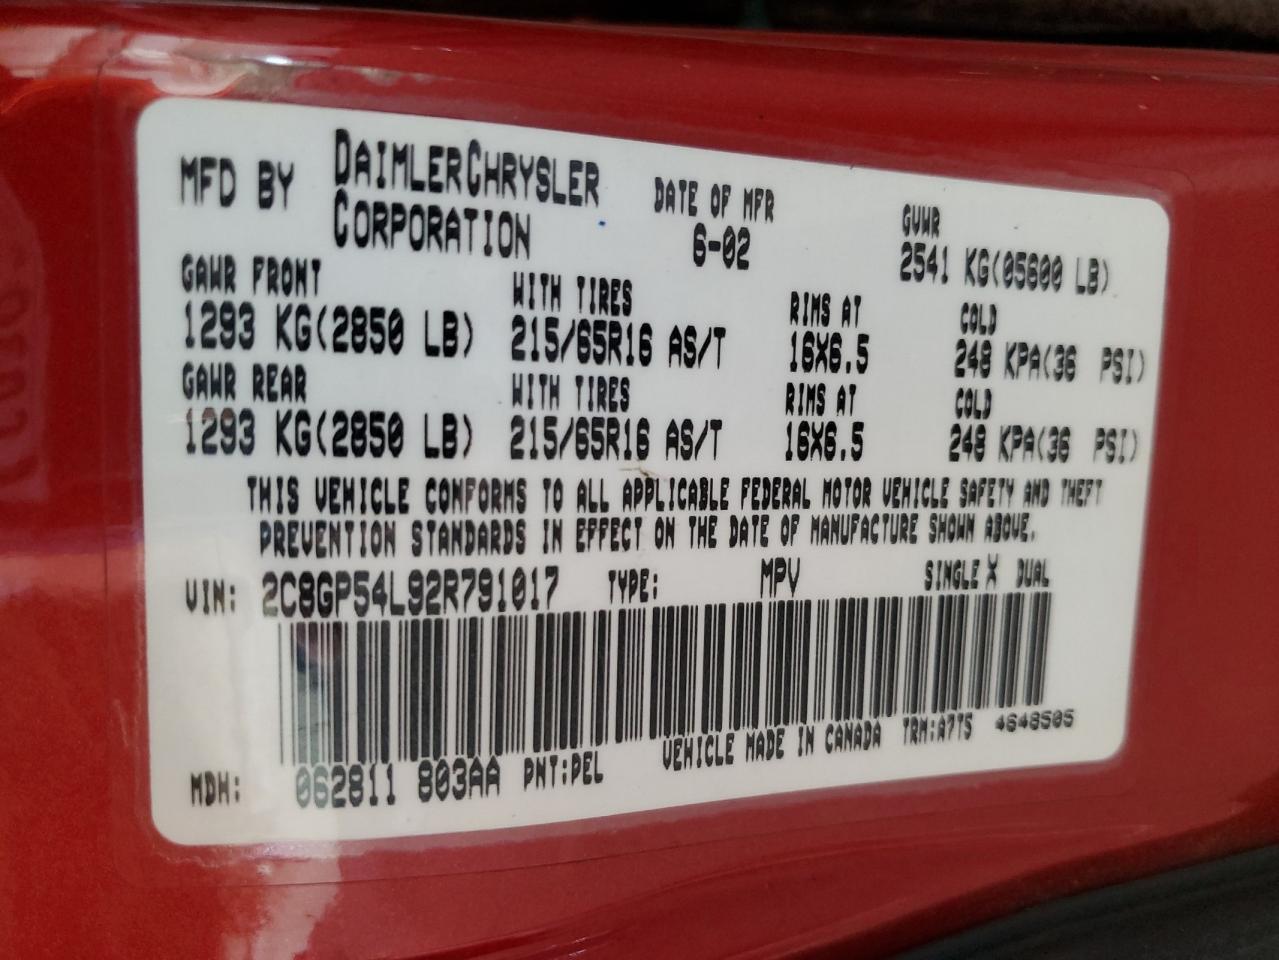 MFD BY DAIMLERCHRYSLER CORPORATION
DATE OF MFR 6-02
GVWR 2541 KG(05600 LB)
GAWR FRONT WITH TIRES RIMS AT COLD
1293 KG(2850 LB) 215/65R16 AS/T 16X6.5 248 KPA(36 PSI)
GAWR REAR WITH TIRES RIMS AT COLD
1293 KG(2850 LB) 215/65R16 AS/T 16X6.5 248 KPA(36 PSI)
THIS VEHICLE CONFORMS TO ALL APPLICABLE FEDERAL MOTOR VEHICLE SAFETY AND THEFT
PREVENTION STANDARDS IN EFFECT ON THE DATE OF MANUFACTURE SHOWN ABOVE.
VIN: 2C8GP54L92R791017 TYPE: MPV SINGLE X DUAL
MDH: 062811 803AA PNT:PEL VEHICLE MADE IN CANADA TRM:A7T5 4648505